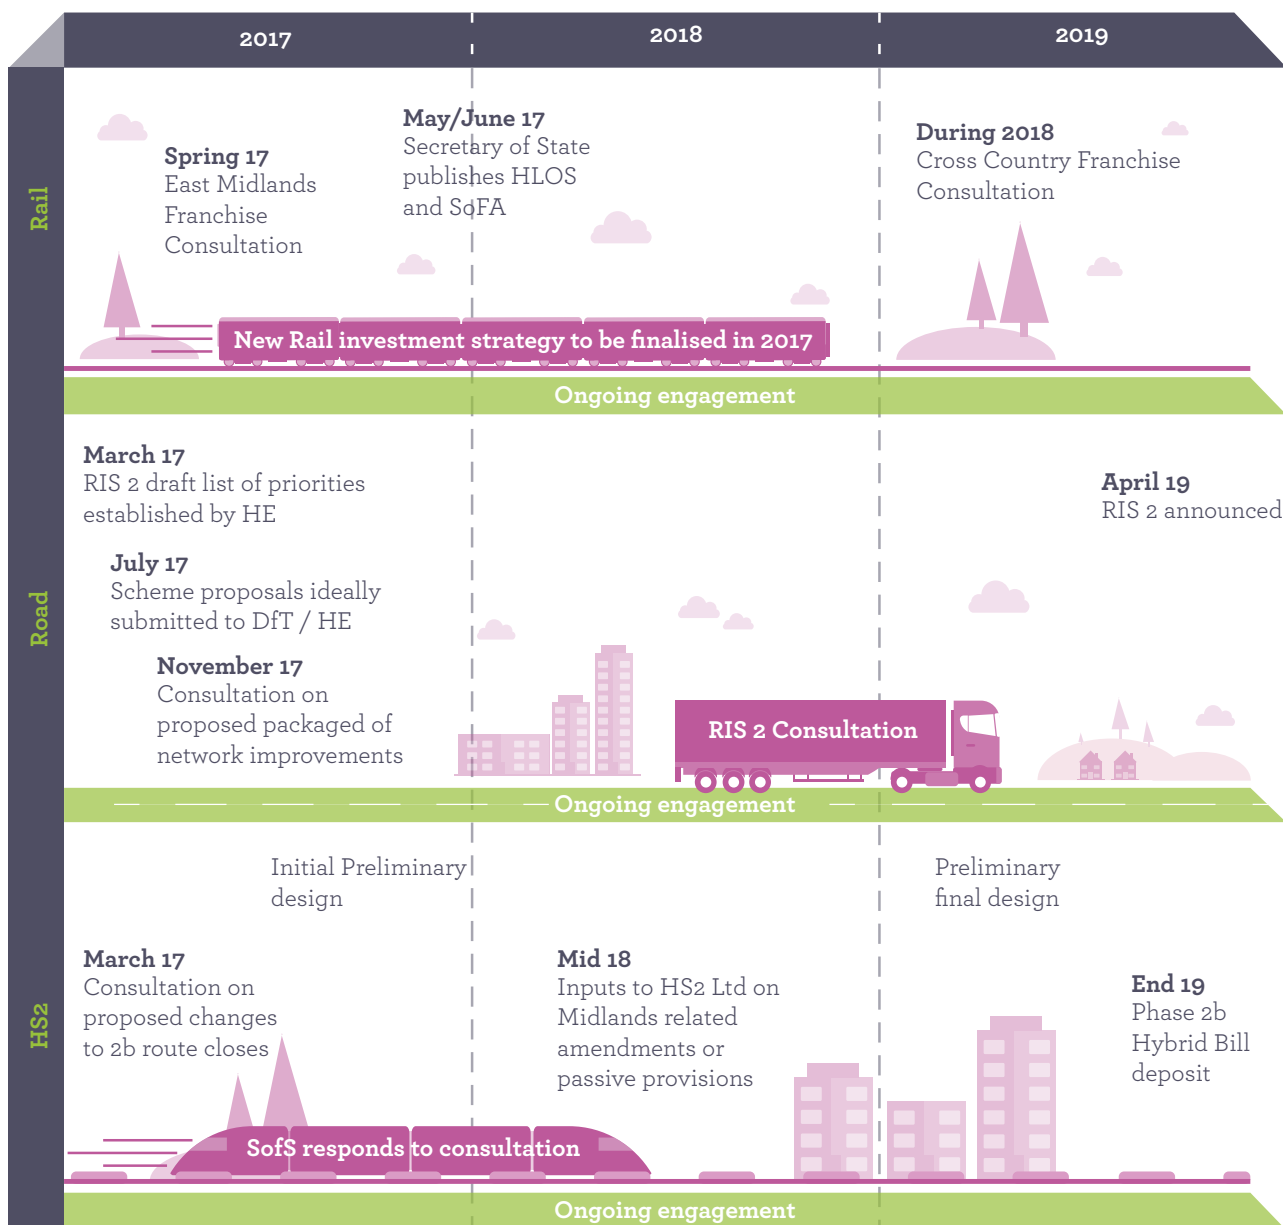 2017
2018
2019
Rail
Spring 17
East Midlands
Franchise
Consultation
May/June 17
Secretary of State
publishes HLOS
and SoFA
During 2018
Cross Country Franchise
Consultation
New Rail investment strategy to be finalised in 2017
Ongoing engagement
Road
March 17
RIS 2 draft list of priorities
established by HE
July 17
Scheme proposals ideally
submitted to DfT / HE
November 17
Consultation on
proposed packaged of
network improvements
April 19
RIS 2 announced
RIS 2 Consultation
Ongoing engagement
HS2
Initial Preliminary
design
Preliminary
final design
March 17
Consultation on
proposed changes
to 2b route closes
Mid 18
Inputs to HS2 Ltd on
Midlands related
amendments or
passive provisions
End 19
Phase 2b
Hybrid Bill
deposit
SofS responds to consultation
Ongoing engagement